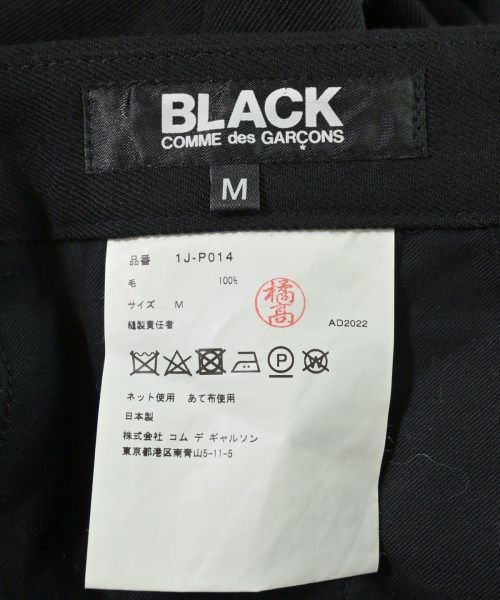 BLACK
COMME des GARÇONS
M
品番 1J-P014
毛 100%
サイズ M
縫製責任者
橘高
AD2022
ネット使用 あて布使用
日本製
株式会社 コム デ ギャルソン
東京都港区南青山5-11-5